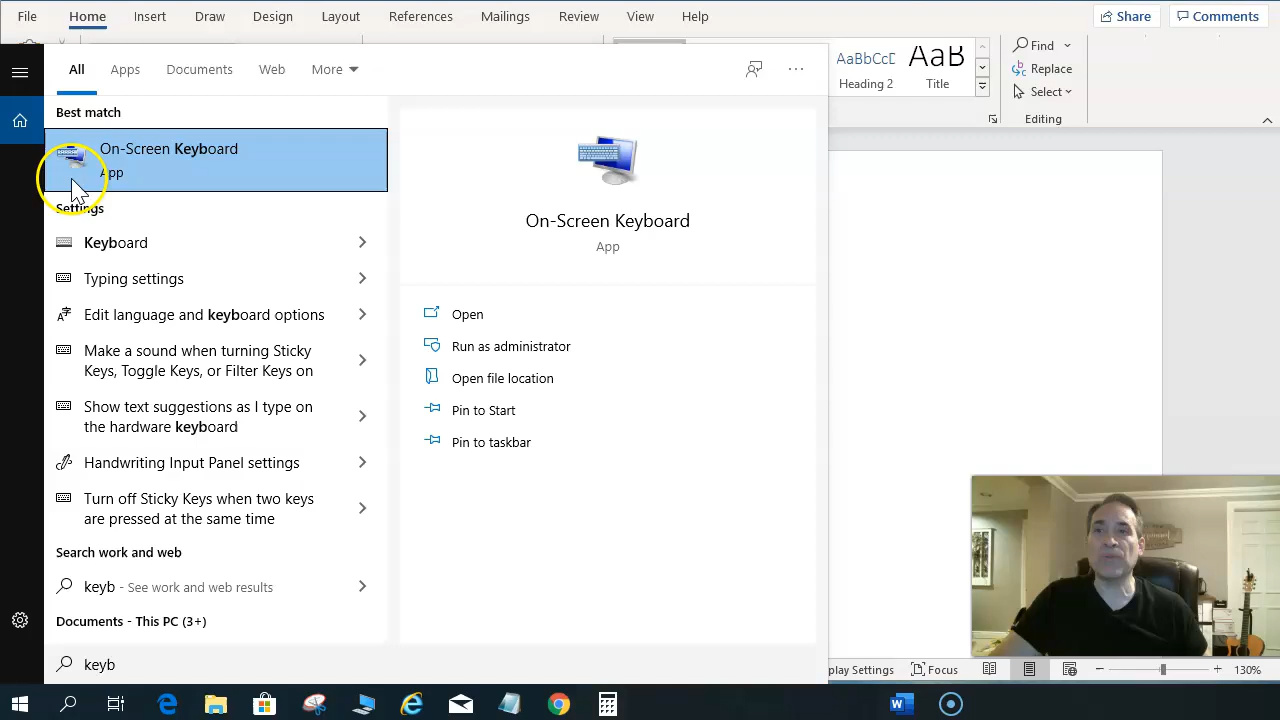 File Home Insert Draw Design Layout References Mailings Review View Help Share Comments
All Apps Documents Web More
AaBbCcD AaB Find
Heading 2 Title Replace
Select
Editing
Best match
On-Screen Keyboard
App
Settings
Keyboard
Typing settings
Edit language and keyboard options
Make a sound when turning Sticky
Keys, Toggle Keys, or Filter Keys on
Show text suggestions as I type on
the hardware keyboard
Handwriting Input Panel settings
Turn off Sticky Keys when two keys
are pressed at the same time
Search work and web
keyb - See work and web results
Documents - This PC (3+)
keyb
On-Screen Keyboard
App
Open
Run as administrator
Open file location
Pin to Start
Pin to taskbar
play Settings Focus 130%